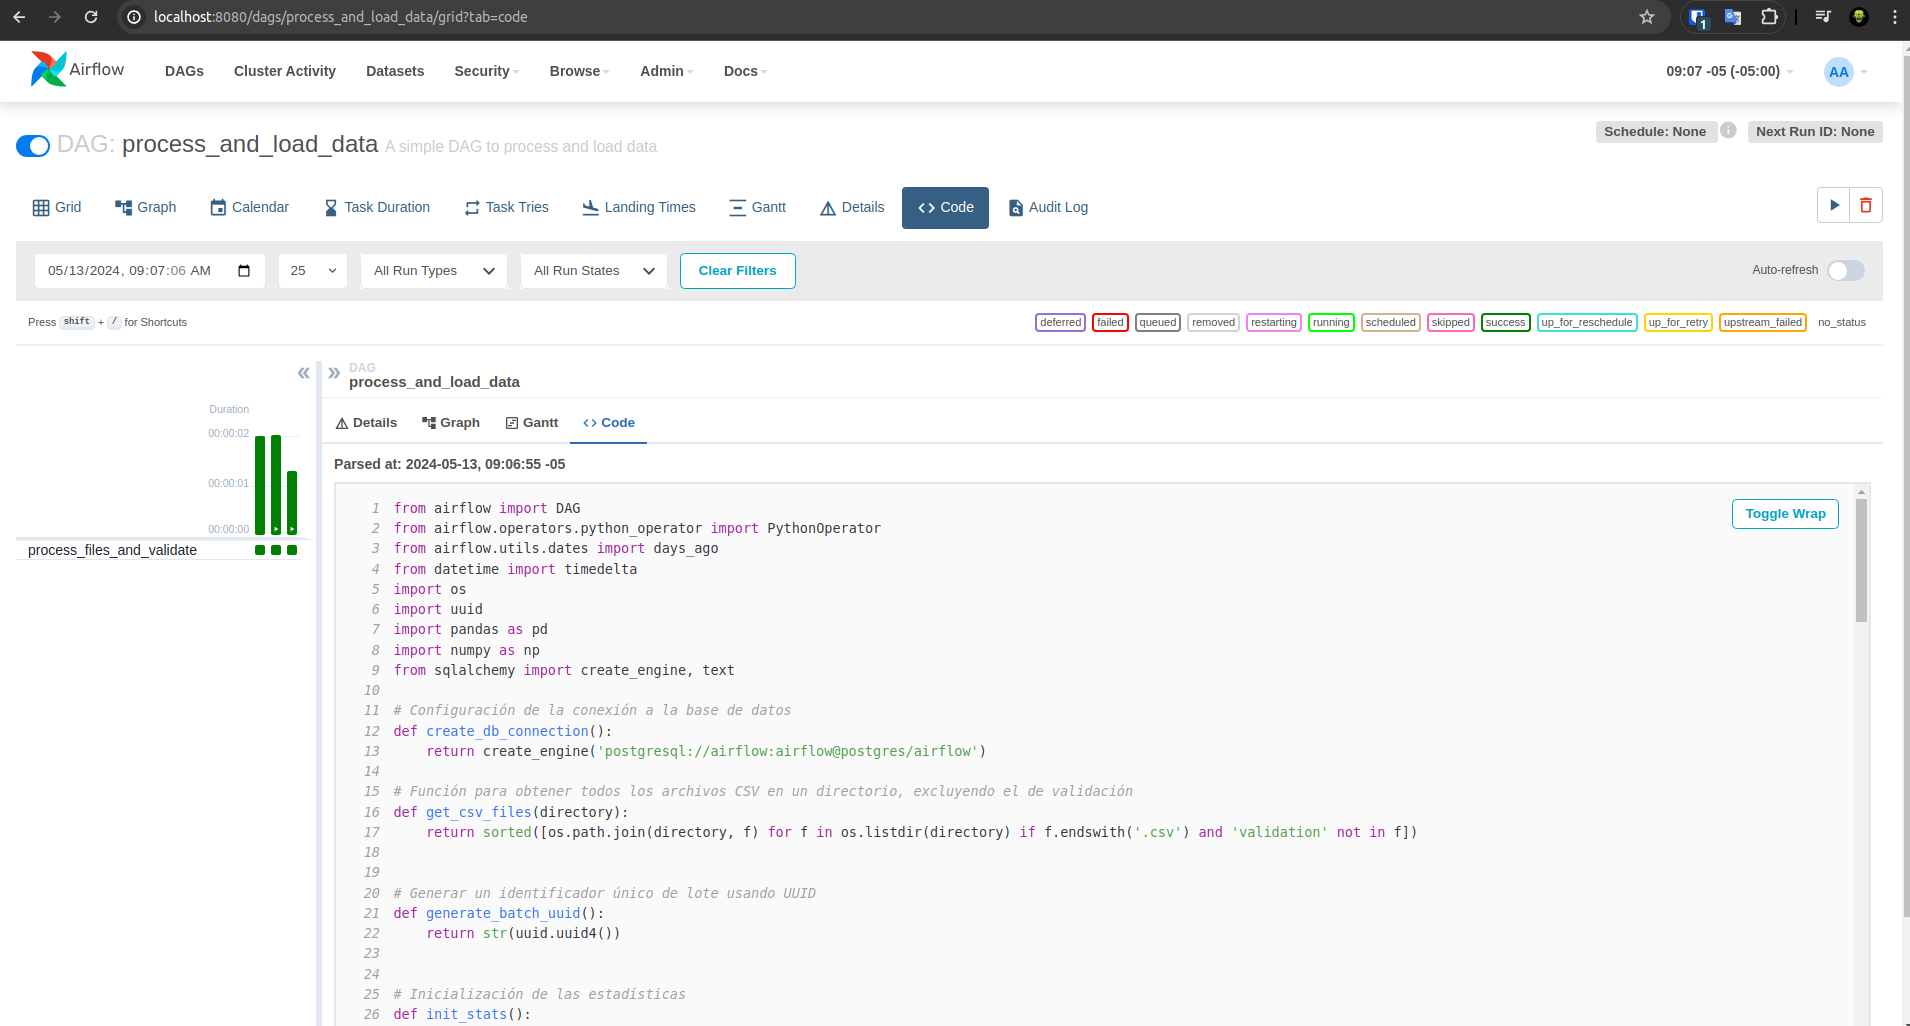 localhost:8080/dags/process_and_load_data/grid?tab=code
1
Airflow DAGs Cluster Activity Datasets Security Browse Admin Docs 09:07 -05 (-05:00) AA
DAG: process_and_load_data A simple DAG to process and load data Schedule: None i Next Run ID: None
Grid Graph Calendar Task Duration Task Tries Landing Times Gantt Details Code Audit Log
05/13/2024, 09:07:06 AM 25 All Run Types All Run States Clear Filters Auto-refresh
Press shift + / for Shortcuts deferred failed queued removed restarting running scheduled skipped success up_for_reschedule up_for_retry upstream_failed no_status
DAG
process_and_load_data
Duration
00:00:02
00:00:01
00:00:00
process_files_and_validate
Details Graph Gantt Code
Parsed at: 2024-05-13, 09:06:55 -05
Toggle Wrap
1 from airflow import DAG
2 from airflow.operators.python_operator import PythonOperator
3 from airflow.utils.dates import days_ago
4 from datetime import timedelta
5 import os
6 import uuid
7 import pandas as pd
8 import numpy as np
9 from sqlalchemy import create_engine, text
10
11 # Configuración de la conexión a la base de datos
12 def create_db_connection():
13     return create_engine('postgresql://airflow:airflow@postgres/airflow')
14
15 # Función para obtener todos los archivos CSV en un directorio, excluyendo el de validación
16 def get_csv_files(directory):
17     return sorted([os.path.join(directory, f) for f in os.listdir(directory) if f.endswith('.csv') and 'validation' not in f])
18
19
20 # Generar un identificador único de lote usando UUID
21 def generate_batch_uuid():
22     return str(uuid.uuid4())
23
24
25 # Inicialización de las estadísticas
26 def init_stats():